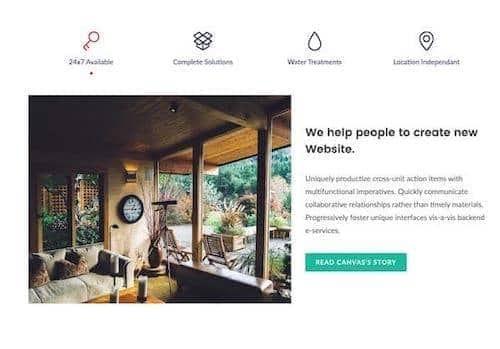 24x7 Available
Complete Solutions
Water Treatments
Location Independant
We help people to create new
Website.
Uniquely productize cross-unit action items with
multifunctional imperatives. Quickly communicate
collaborative relationships rather than timely materials.
Progressively foster unique interfaces vis-a-vis backend
e-services.
READ CANVAS'S STORY